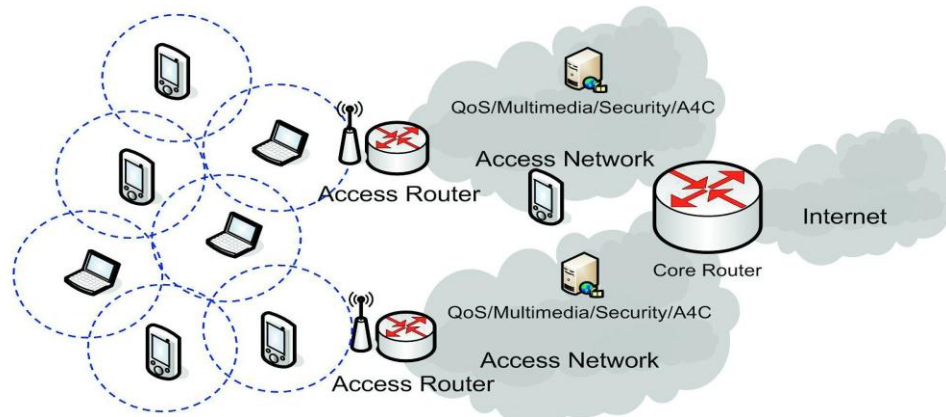 QoS/Multimedia/Security/A4C
Access Network
Access Router
Internet
Core Router
QoS/Multimedia/Security/A4C
Access Network
Access Router